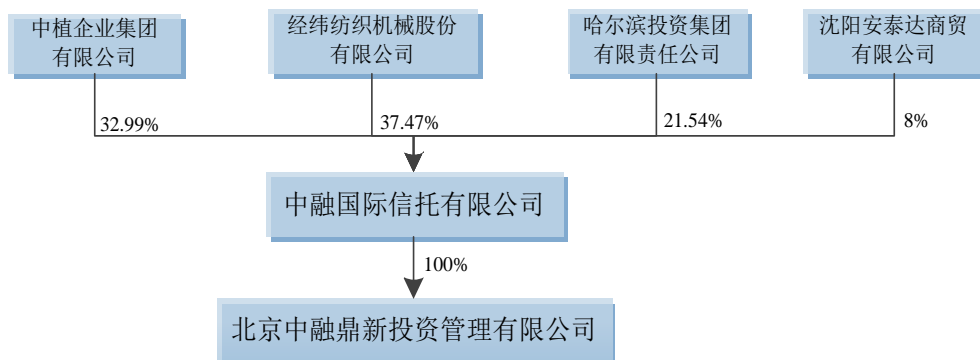 中植企业集团
有限公司
经纬纺织机械股份
有限公司
哈尔滨投资集团
有限责任公司
沈阳安泰达商贸
有限公司
32.99%
37.47%
21.54%
8%
中融国际信托有限公司
100%
北京中融鼎新投资管理有限公司